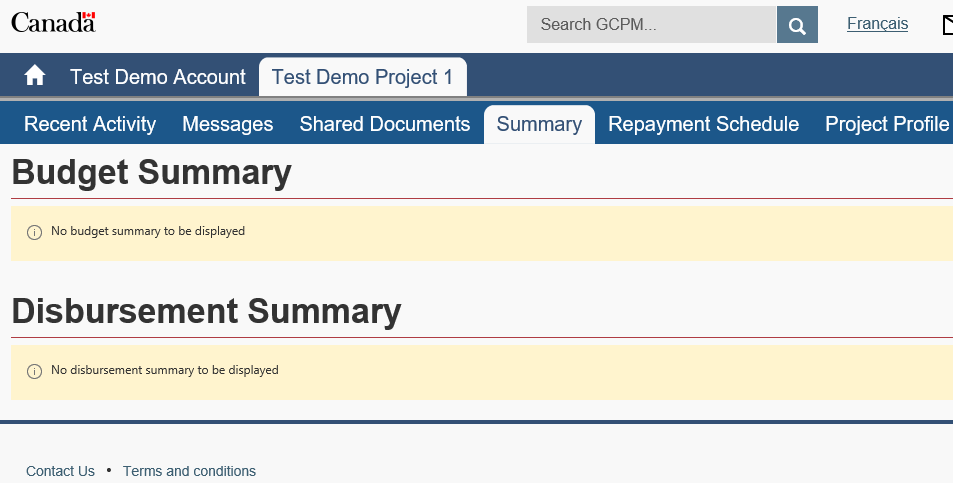 Canada
Search GCPM...
Français
Test Demo Account Test Demo Project 1
Recent Activity Messages Shared Documents Summary Repayment Schedule Project Profile
Budget Summary
No budget summary to be displayed
Disbursement Summary
No disbursement summary to be displayed
Contact Us • Terms and conditions